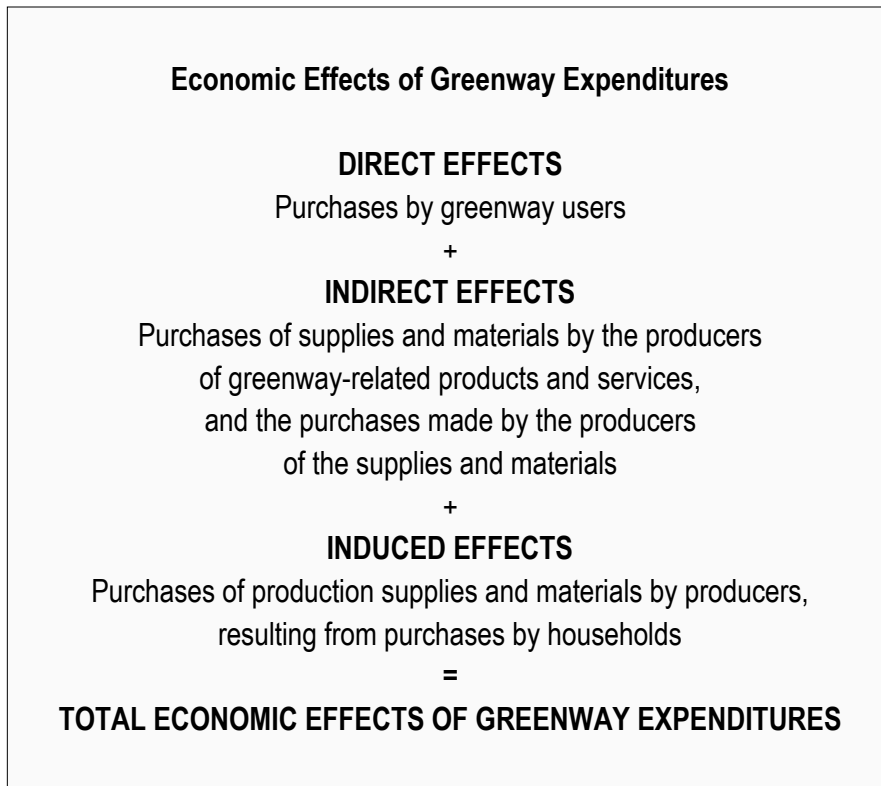 Economic Effects of Greenway Expenditures
DIRECT EFFECTS
Purchases by greenway users
+
INDIRECT EFFECTS
Purchases of supplies and materials by the producers
of greenway-related products and services,
and the purchases made by the producers
of the supplies and materials
+
INDUCED EFFECTS
Purchases of production supplies and materials by producers,
resulting from purchases by households
=
TOTAL ECONOMIC EFFECTS OF GREENWAY EXPENDITURES